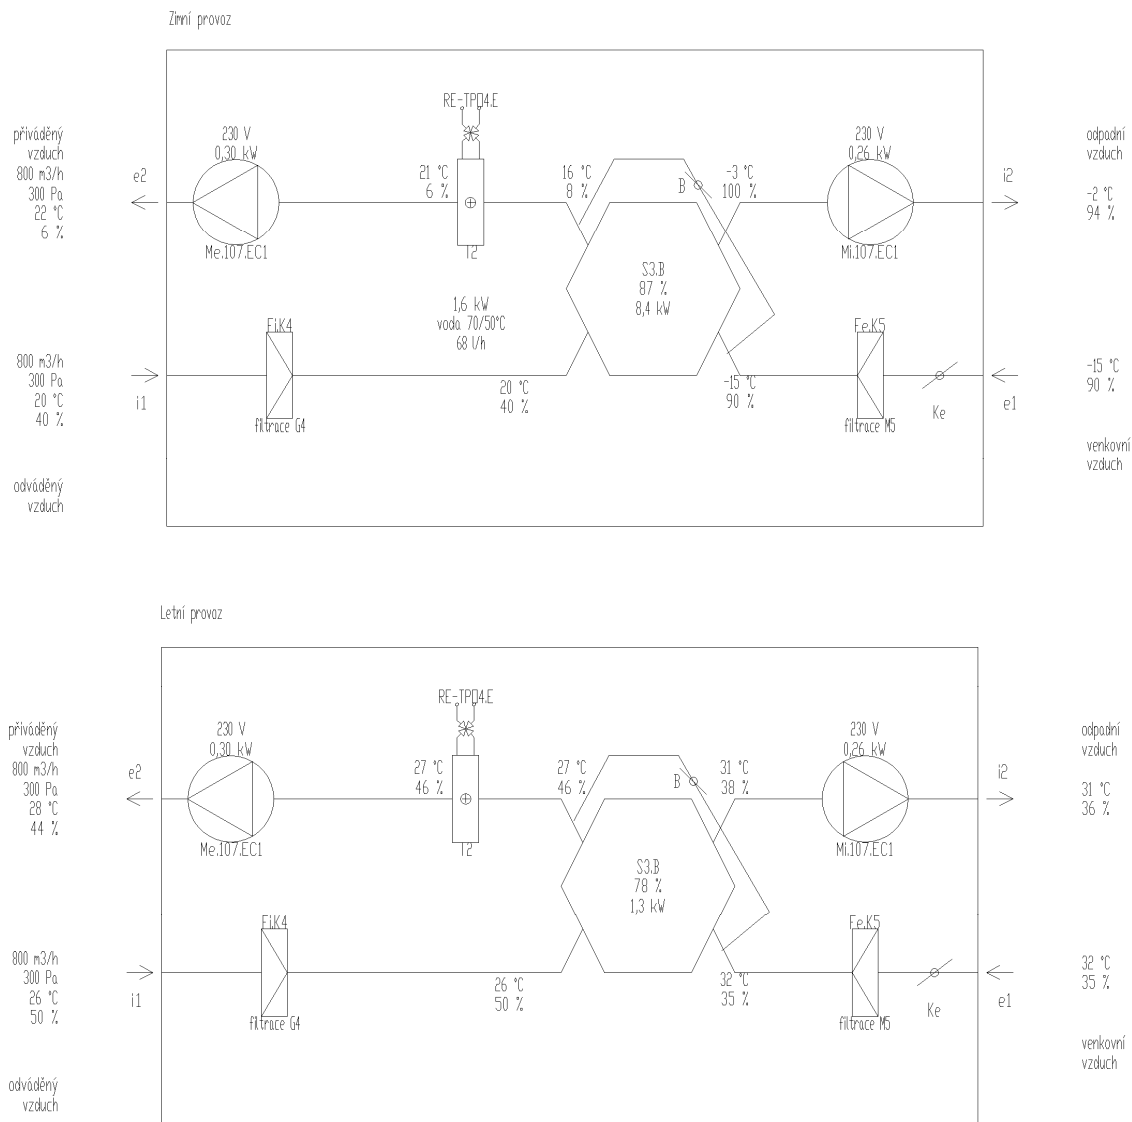 Zimní provoz
RE-TPO4.E
přiváděný
vzduch
800 m3/h
300 Pa
22 °C
6 %
e2
230 V
0,30 kW
Me.107.EC1
21 °C
6 %
T2
16 °C
8 %
B
-3 °C
100 %
230 V
0,26 kW
Mi.107.EC1
i2
odpadní
vzduch
-2 °C
94 %
S3.B
87 %
8,4 kW
1,6 kW
voda 70/50°C
68 l/h
800 m3/h
300 Pa
20 °C
40 %
i1
Fi.K4
filtrace G4
20 °C
40 %
-15 °C
90 %
Fe.K5
filtrace M5
Ke
e1
-15 °C
90 %
venkovní
vzduch
odváděný
vzduch
Letní provoz
RE-TPO4.E
přiváděný
vzduch
800 m3/h
300 Pa
28 °C
44 %
e2
230 V
0,30 kW
Me.107.EC1
27 °C
46 %
T2
27 °C
46 %
B
31 °C
38 %
230 V
0,26 kW
Mi.107.EC1
i2
odpadní
vzduch
31 °C
36 %
S3.B
78 %
1,3 kW
800 m3/h
300 Pa
26 °C
50 %
i1
Fi.K4
filtrace G4
26 °C
50 %
32 °C
35 %
Fe.K5
filtrace M5
Ke
e1
32 °C
35 %
venkovní
vzduch
odváděný
vzduch